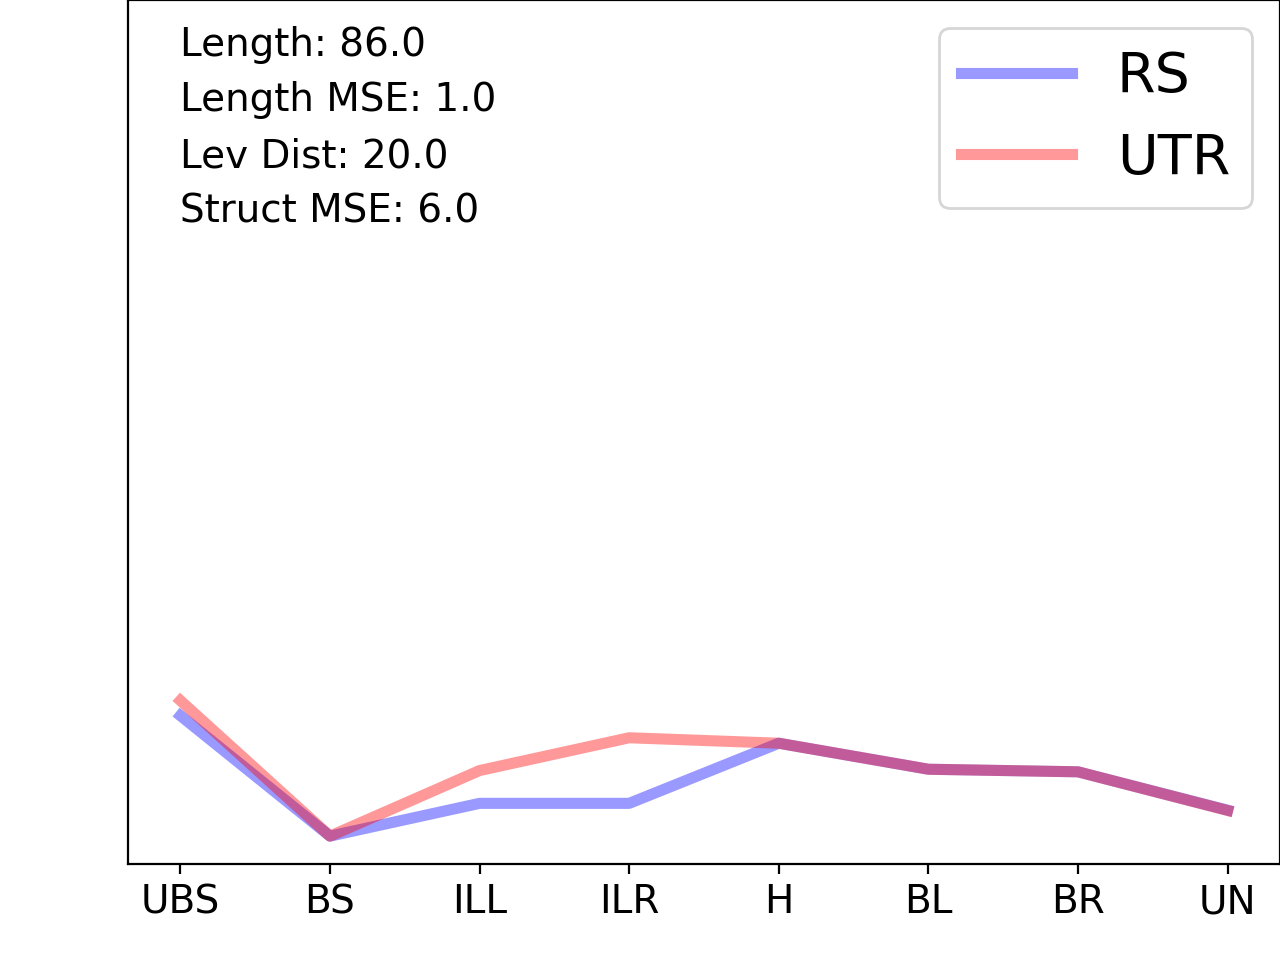 Length: 86.0
Length MSE: 1.0
Lev Dist: 20.0
Struct MSE: 6.0
RS
UTR
UBS BS ILL ILR H BL BR UN